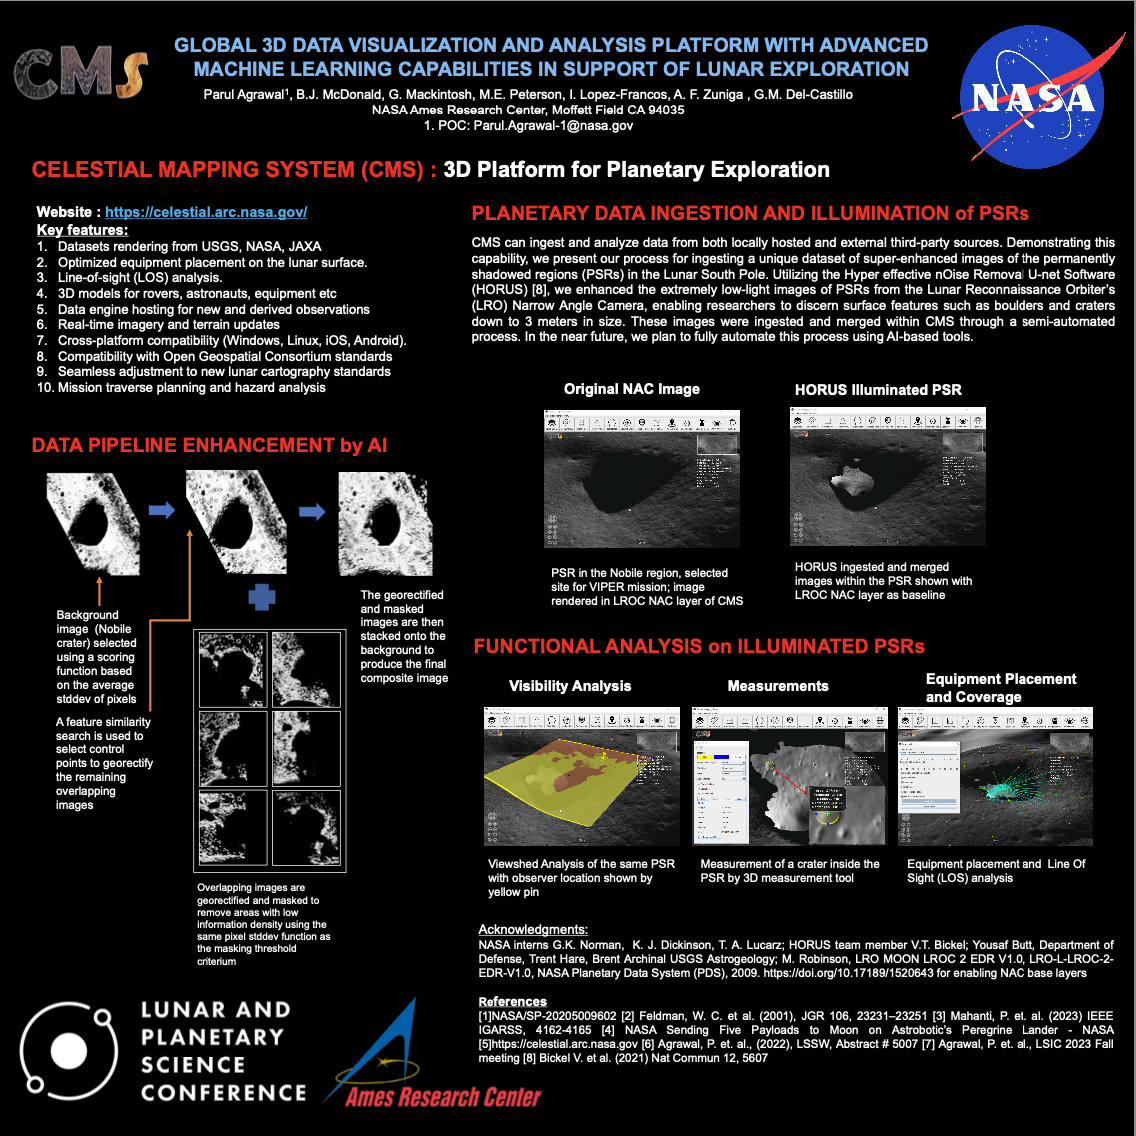 CMS
GLOBAL 3D DATA VISUALIZATION AND ANALYSIS PLATFORM WITH ADVANCED
MACHINE LEARNING CAPABILITIES IN SUPPORT OF LUNAR EXPLORATION
Parul Agrawal¹, B.J. McDonald, G. Mackintosh, M.E. Peterson, I. Lopez-Francos, A. F. Zuniga , G.M. Del-Castillo
NASA Ames Research Center, Moffett Field CA 94035
1. POC: Parul.Agrawal-1@nasa.gov
NASA
CELESTIAL MAPPING SYSTEM (CMS) : 3D Platform for Planetary Exploration
Website : https://celestial.arc.nasa.gov/
Key features:
1. Datasets rendering from USGS, NASA, JAXA
2. Optimized equipment placement on the lunar surface.
3. Line-of-sight (LOS) analysis.
4. 3D models for rovers, astronauts, equipment etc
5. Data engine hosting for new and derived observations
6. Real-time imagery and terrain updates
7. Cross-platform compatibility (Windows, Linux, iOS, Android).
8. Compatibility with Open Geospatial Consortium standards
9. Seamless adjustment to new lunar cartography standards
10. Mission traverse planning and hazard analysis
DATA PIPELINE ENHANCEMENT by AI
Background
image (Nobile
crater) selected
using a scoring
function based
on the average
stddev of pixels
A feature similarity
search is used to
select control
points to georectify
the remaining
overlapping
images
The georectified
and masked
images are then
stacked onto the
background to
produce the final
composite image
Overlapping images are
georectified and masked to
remove areas with low
information density using the
same pixel stddev function as
the masking threshold
criterium
PLANETARY DATA INGESTION AND ILLUMINATION of PSRs
CMS can ingest and analyze data from both locally hosted and external third-party sources. Demonstrating this
capability, we present our process for ingesting a unique dataset of super-enhanced images of the permanently
shadowed regions (PSRs) in the Lunar South Pole. Utilizing the Hyper effective nOise Removal U-net Software
(HORUS) [8], we enhanced the extremely low-light images of PSRs from the Lunar Reconnaissance Orbiter's
(LRO) Narrow Angle Camera, enabling researchers to discern surface features such as boulders and craters
down to 3 meters in size. These images were ingested and merged within CMS through a semi-automated
process. In the near future, we plan to fully automate this process using AI-based tools.
Original NAC Image
HORUS Illuminated PSR
PSR in the Nobile region, selected
site for VIPER mission; image
rendered in LROC NAC layer of CMS
HORUS ingested and merged
images within the PSR shown with
LROC NAC layer as baseline
FUNCTIONAL ANALYSIS on ILLUMINATED PSRs
Visibility Analysis
Measurements
Equipment Placement
and Coverage
Viewshed Analysis of the same PSR
with observer location shown by
yellow pin
Measurement of a crater inside the
PSR by 3D measurement tool
Equipment placement and Line Of
Sight (LOS) analysis
Acknowledgments:
NASA interns G.K. Norman, K. J. Dickinson, T. A. Lucarz; HORUS team member V.T. Bickel; Yousaf Butt, Department of
Defense, Trent Hare, Brent Archinal USGS Astrogeology; M. Robinson, LRO MOON LROC 2 EDR V1.0, LRO-L-LROC-2-
EDR-V1.0, NASA Planetary Data System (PDS), 2009. https://doi.org/10.17189/1520643 for enabling NAC base layers
References
[1]NASA/SP-20205009602 [2] Feldman, W. C. et al. (2001), JGR 106, 23231–23251 [3] Mahanti, P. et. al. (2023) IEEE
IGARSS, 4162-4165 [4] NASA Sending Five Payloads to Moon on Astrobotic's Peregrine Lander - NASA
[5]https://celestial.arc.nasa.gov [6] Agrawal, P. et. al., (2022), LSSW, Abstract # 5007 [7] Agrawal, P. et. al., LSIC 2023 Fall
meeting [8] Bickel V. et al. (2021) Nat Commun 12, 5607
LUNAR AND
PLANETARY
SCIENCE
CONFERENCE
Ames Research Center